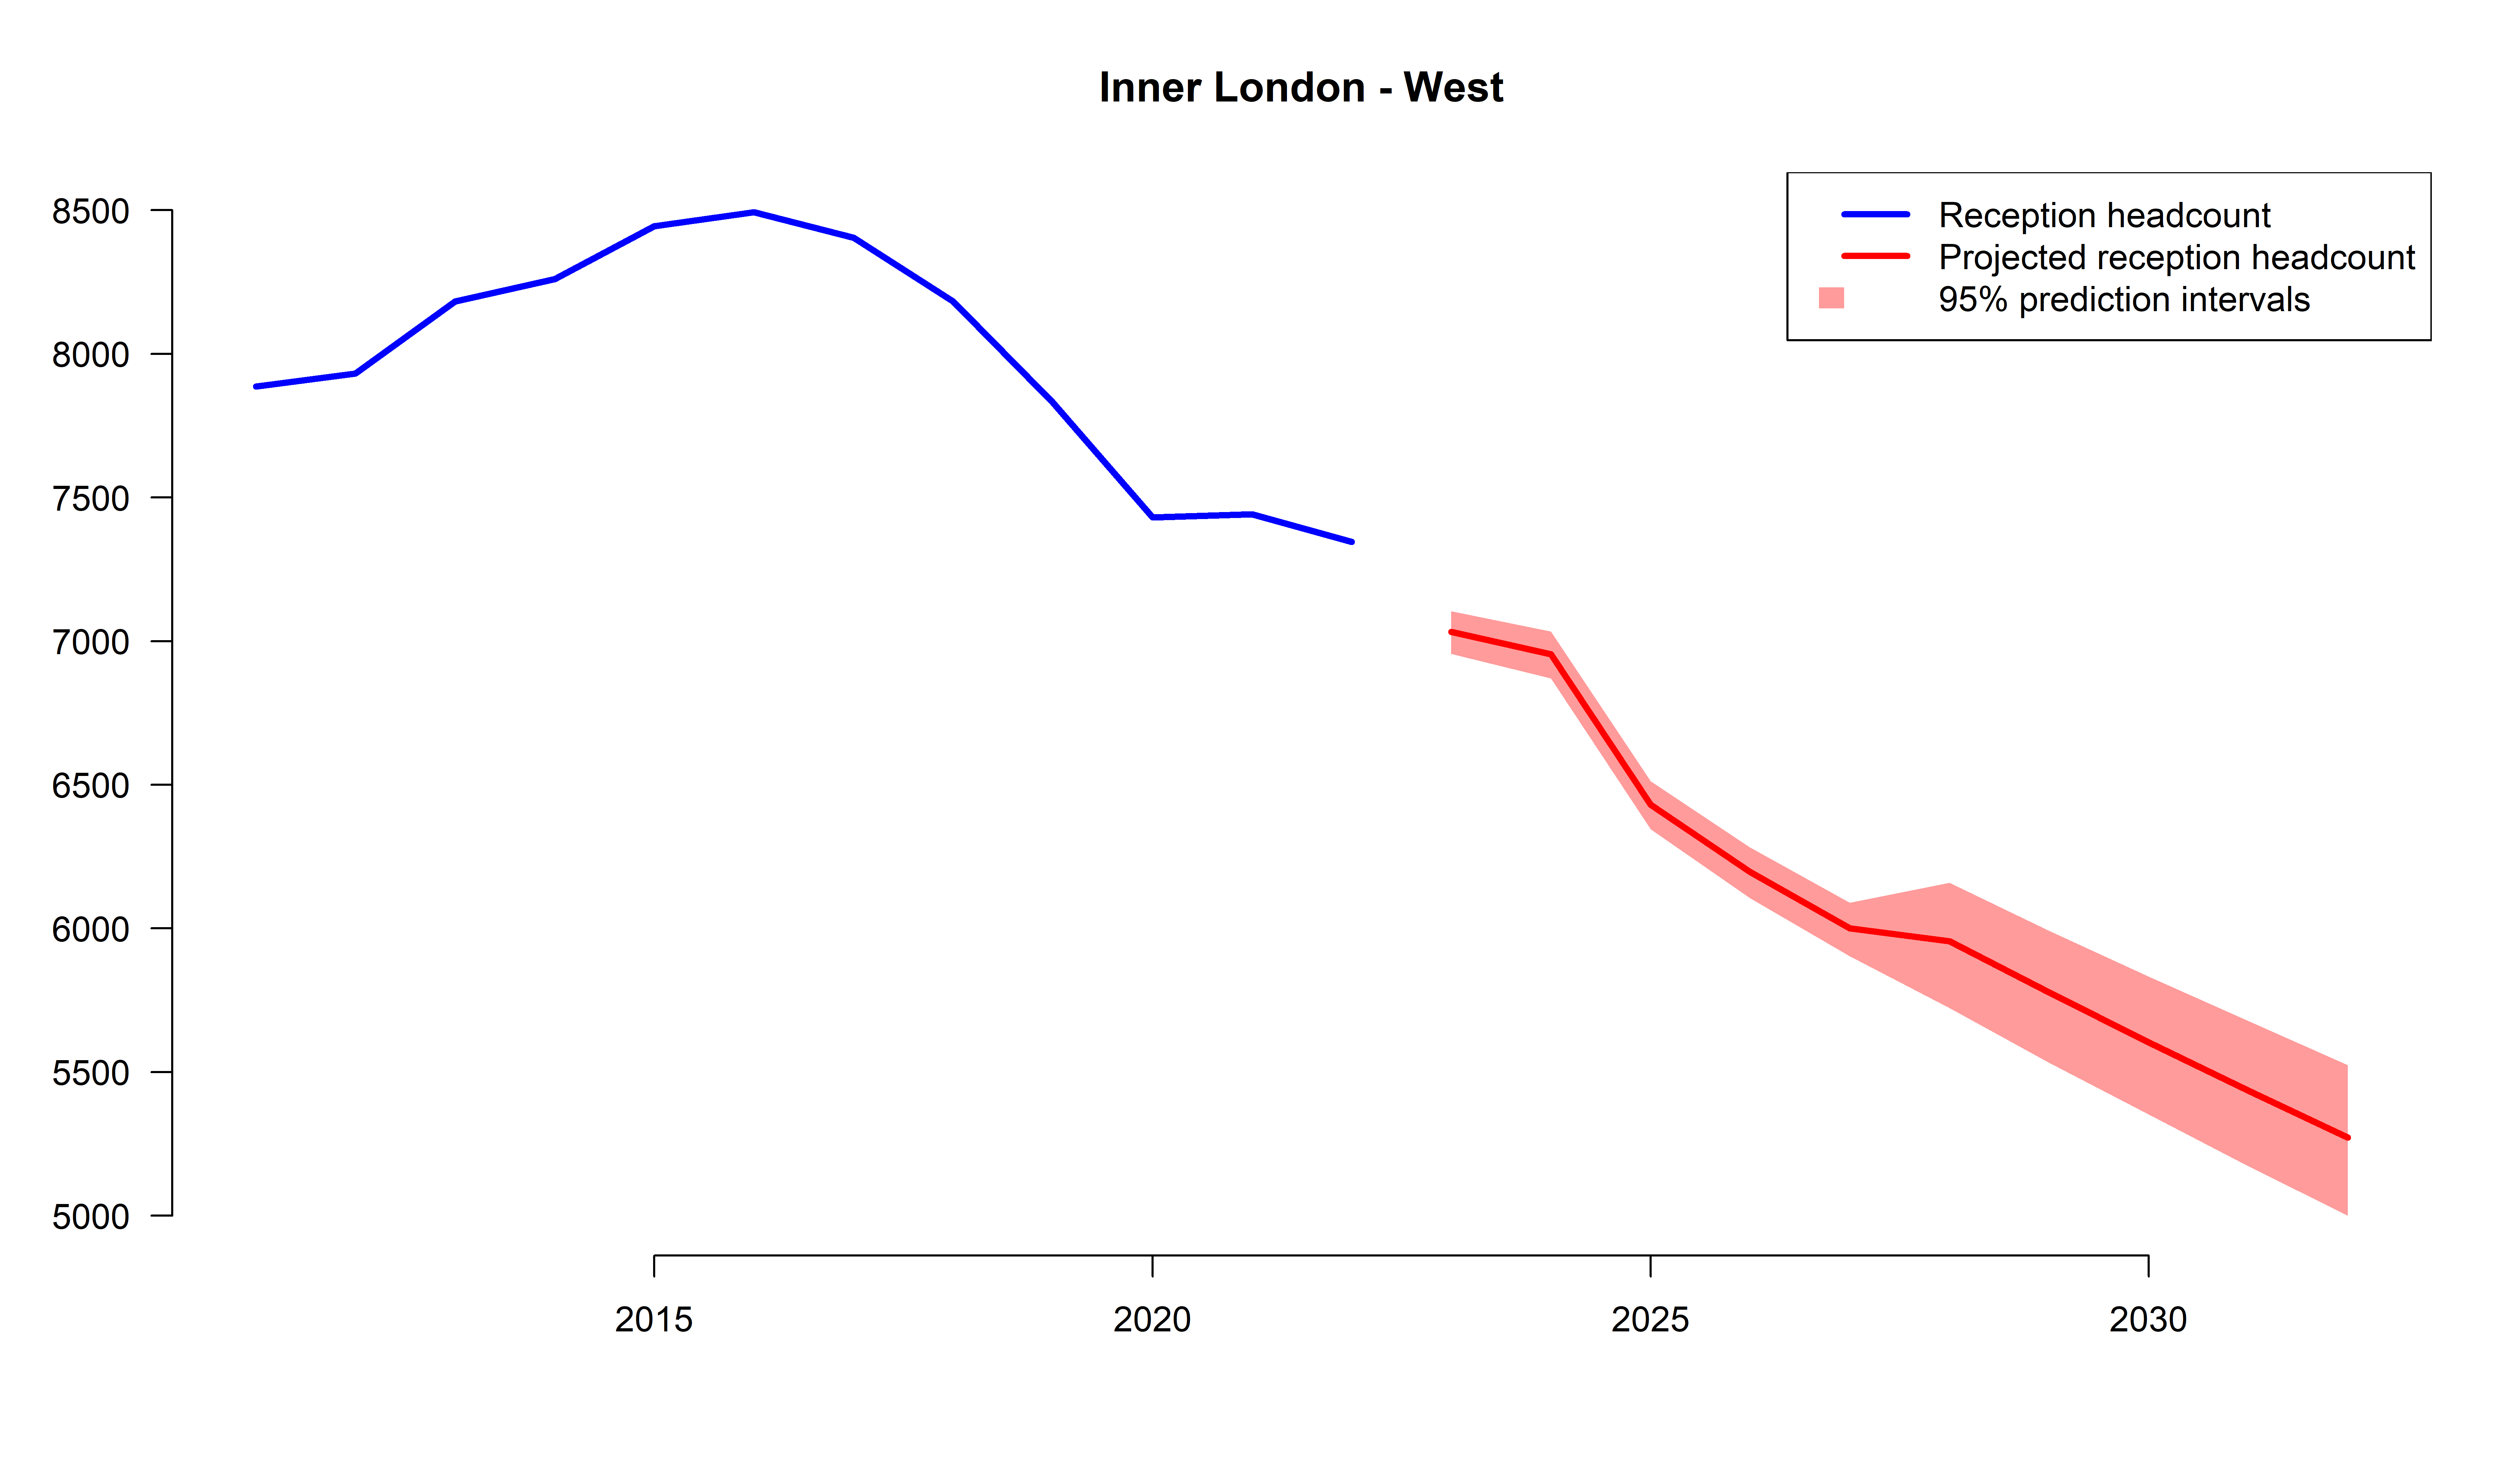 Inner London - West
Reception headcount
Projected reception headcount
95% prediction intervals
8500
8000
7500
7000
6500
6000
5500
5000
2015 2020 2025 2030